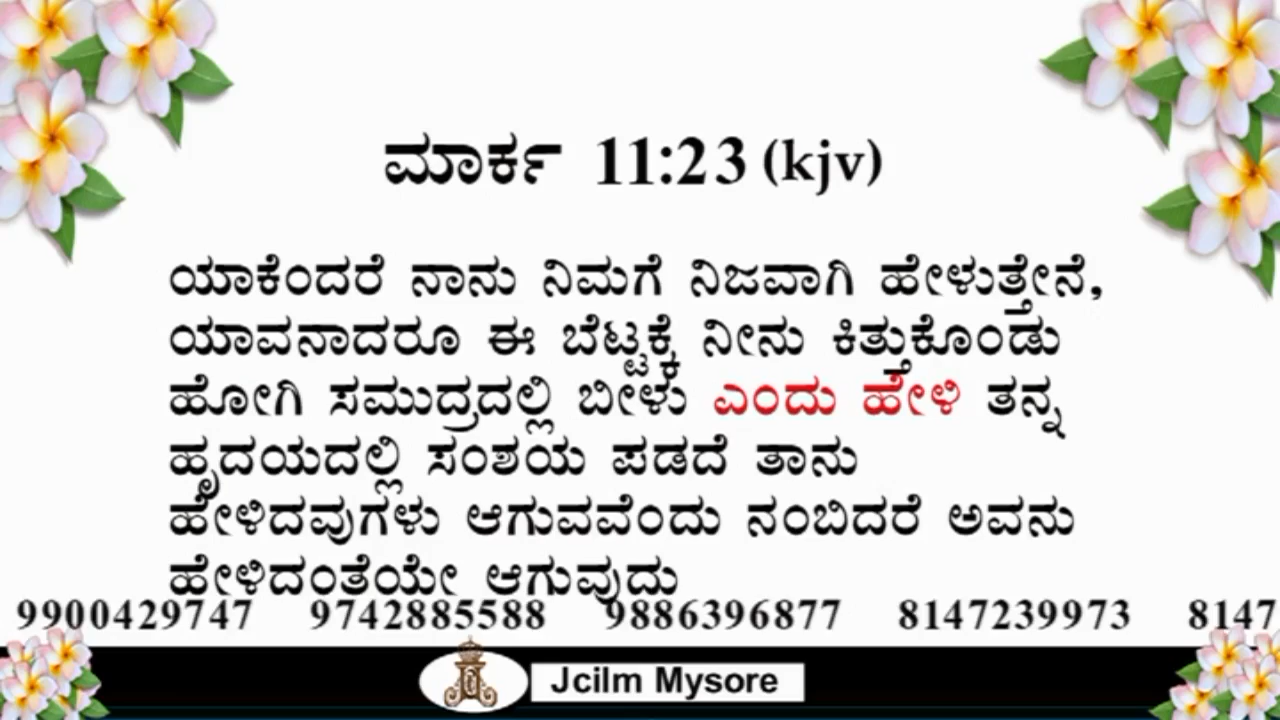 ಮಾರ್ಕ 11:23 (kjv)
ಯಾಕೆಂದರೆ ನಾನು ನಿಮಗೆ ನಿಜವಾಗಿ ಹೇಳುತ್ತೇನೆ,
ಯಾವನಾದರೂ ಈ ಬೆಟ್ಟಕ್ಕೆ ನೀನು ಕಿತ್ತುಕೊಂಡು
ಹೋಗಿ ಸಮುದ್ರದಲ್ಲಿ ಬೀಳು ಎಂದು ಹೇಳಿ ತನ್ನ
ಹೃದಯದಲ್ಲಿ ಸಂಶಯ ಪಡದೆ ತಾನು
ಹೇಳಿದವುಗಳು ಆಗುವವೆಂದು ನಂಬಿದರೆ ಅವನು
ಹೇಳಿದಂತೆಯೇ ಆಗುವುದು
9900429747 9742885588 9886396877 8147239973 8147
Jcilm Mysore